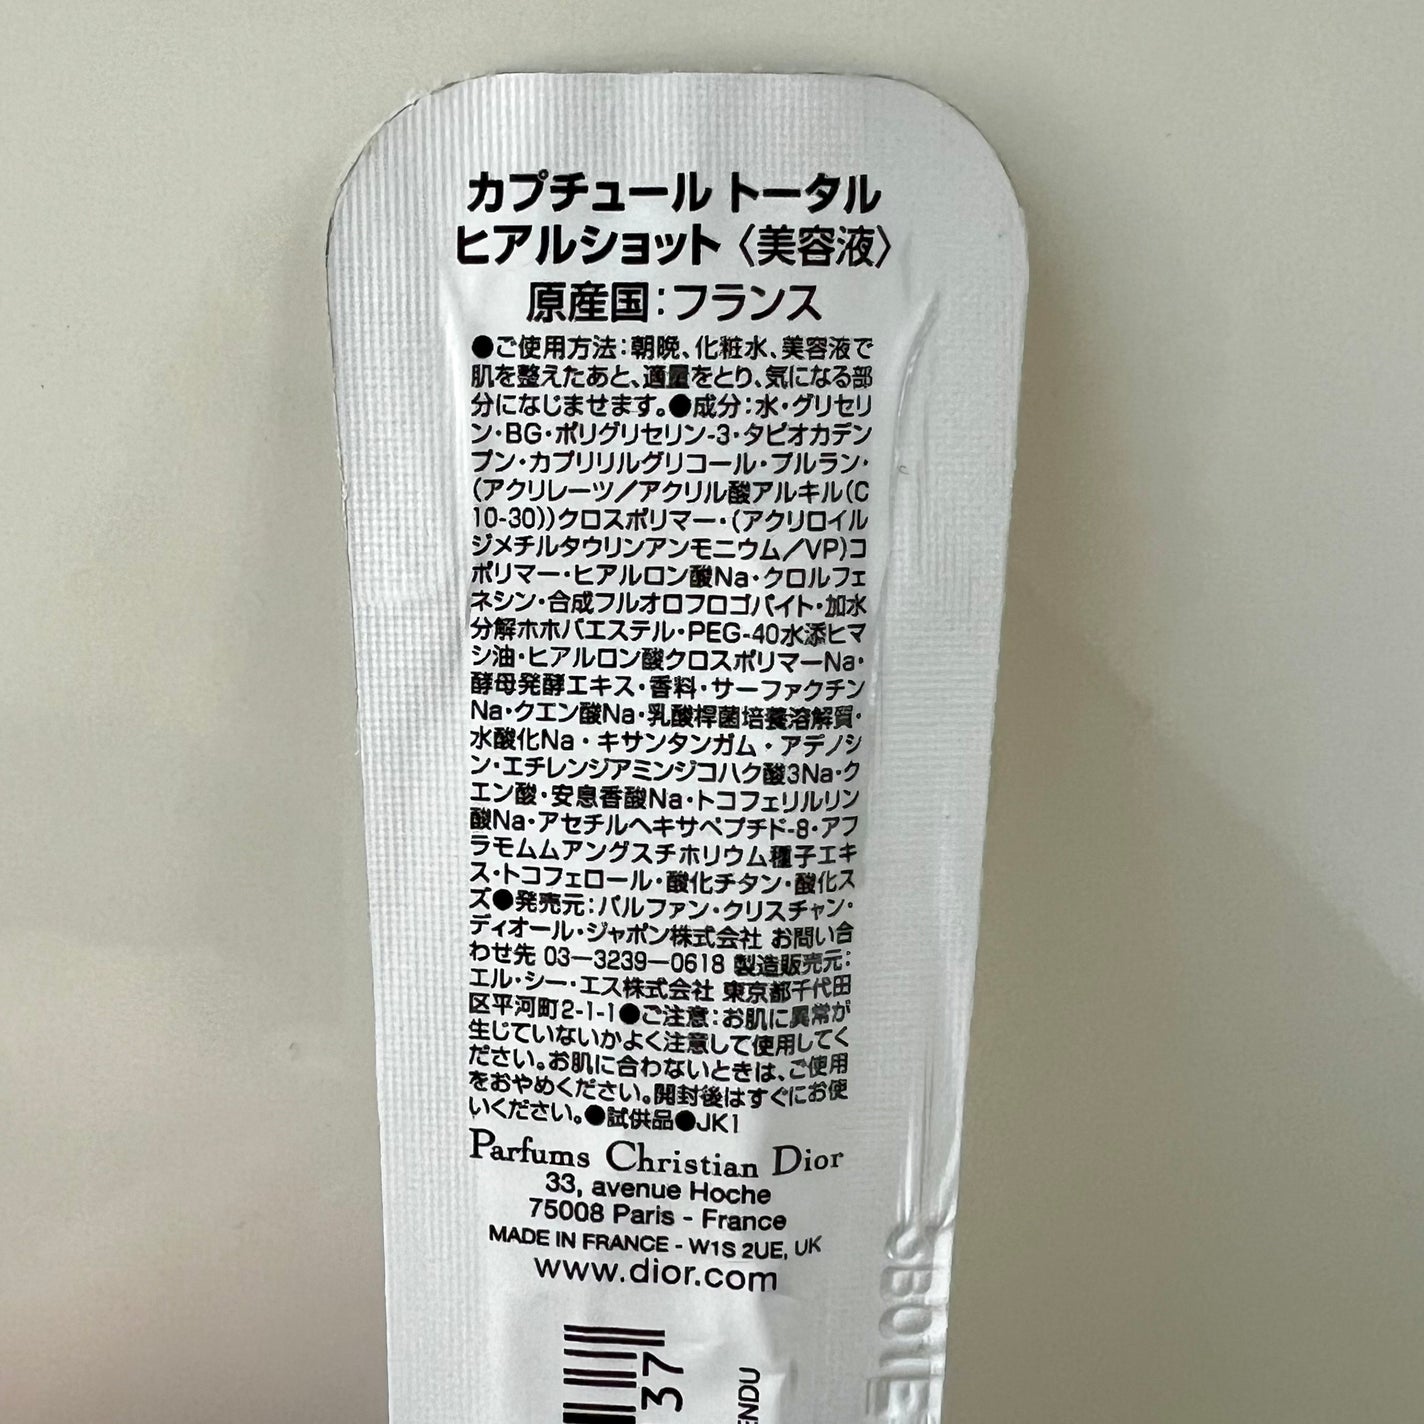 カプチュール トータル
ヒアルショット〈美容液〉
原産国：フランス
●ご使用方法：朝晩、化粧水、美容液で
肌を整えたあと、適量をとり、気になる部
分になじませます。●成分：水・グリセリ
ン・BG・ポリグリセリン-3・タピオカデン
プン・カプリリルグリコール・プルラン・
(アクリレーツ／アクリル酸アルキル(C
10-30))クロスポリマー・(アクリロイル
ジメチルタウリンアンモニウム／VP)コ
ポリマー・ヒアルロン酸Na・クロルフェ
ネシン・合成フルオロフロゴパイト・加水
分解ホホバエステル・PEG-40水添ヒマ
シ油・ヒアルロン酸クロスポリマーNa・
酵母発酵エキス・香料・サーファクチン
Na・クエン酸Na・乳酸桿菌培養溶解質・
水酸化Na・キサンタンガム・アデノシ
ン・エチレンジアミンジコハク酸3Na・ク
エン酸・安息香酸Na・トコフェリルリン
酸Na・アセチルヘキサペプチド-8・アフ
ラモムムアングスチホリウム種子エキ
ス・トコフェロール・酸化チタン・酸化ス
ズ●発売元：パルファン・クリスチャン・
ディオール・ジャポン株式会社 お問い合
わせ先 03ー3239ー0618 製造販売元：
エル・シー・エス株式会社 東京都千代田
区平河町2-1-1●ご注意：お肌に異常が
生じていないかよく注意して使用してく
ださい。お肌に合わないときは、ご使用
をおやめください。開封後はすぐにお使
いください。●試供品●JK1
Parfums Christian Dior
33, avenue Hoche
75008 Paris - France
MADE IN FRANCE - W1S 2UE, UK
www.dior.com
37
ENDU